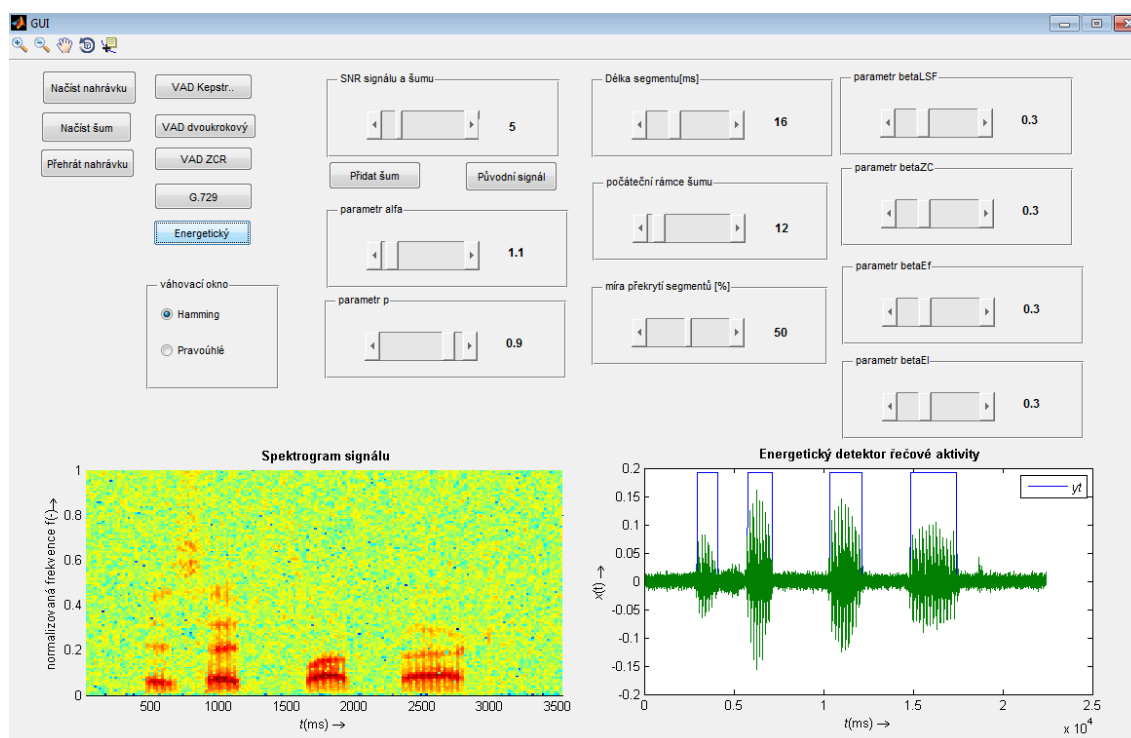 GUI
Načíst nahrávku
Načíst šum
Přehrát nahrávku
VAD Kepstr..
VAD dvoukrokový
VAD ZCR
G.729
Energetický
váhovací okno
Hamming
Pravoúhlé
SNR signálu a šumu
5
Přidat šum
Původní signál
parametr alfa
1.1
parametr p
0.9
Délka segmentu[ms]
16
počáteční rámce šumu
12
míra překrytí segmentů [%]
50
parametr betaLSF
0.3
parametr betaZC
0.3
parametr betaEf
0.3
parametr betaEl
0.3
Spektrogram signálu
normalizovaná frekvence f(-)→
1
0.8
0.6
0.4
0.2
0
500 1000 1500 2000 2500 3000 3500
t(ms) →
Energetický detektor řečové aktivity
yt
x(t) →
0.2
0.15
0.1
0.05
0
-0.05
-0.1
-0.15
-0.2
0 0.5 1 1.5 2 2.5
x 10⁴
t(ms) →